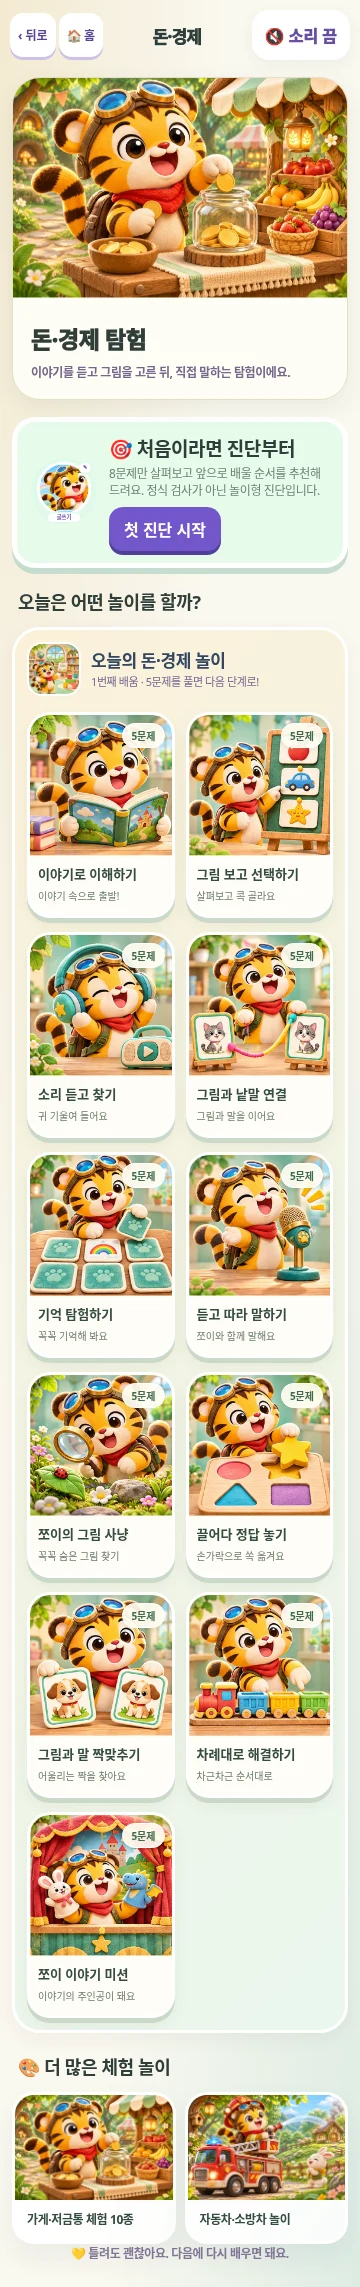 ‹ 뒤로
🏠 홈
돈·경제
🔇 소리 끔
돈·경제 탐험
이야기를 듣고 그림을 고른 뒤, 직접 말하는 탐험이에요.
🎯 처음이라면 진단부터
8문제만 살펴보고 앞으로 배울 순서를 추천해
드려요. 정식 검사가 아닌 놀이형 진단입니다.
글쓰기
첫 진단 시작
오늘은 어떤 놀이를 할까?
오늘의 돈·경제 놀이
1번째 배움 · 5문제를 풀면 다음 단계로!
5문제
이야기로 이해하기
이야기 속으로 출발!
5문제
그림 보고 선택하기
살펴보고 콕 골라요
5문제
소리 듣고 찾기
귀 기울여 들어요
5문제
그림과 낱말 연결
그림과 말을 이어요
5문제
기억 탐험하기
꼭꼭 기억해 봐요
5문제
듣고 따라 말하기
쪼이와 함께 말해요
5문제
쪼이의 그림 사냥
꼭꼭 숨은 그림 찾기
5문제
끌어다 정답 놓기
손가락으로 쏙 옮겨요
5문제
그림과 말 짝맞추기
어울리는 짝을 찾아요
5문제
차례대로 해결하기
차근차근 순서대로
5문제
쪼이 이야기 미션
이야기의 주인공이 돼요
🎨 더 많은 체험 놀이
가게·저금통 체험 10종
자동차·소방차 놀이
💛 틀려도 괜찮아요. 다음에 다시 배우면 돼요.